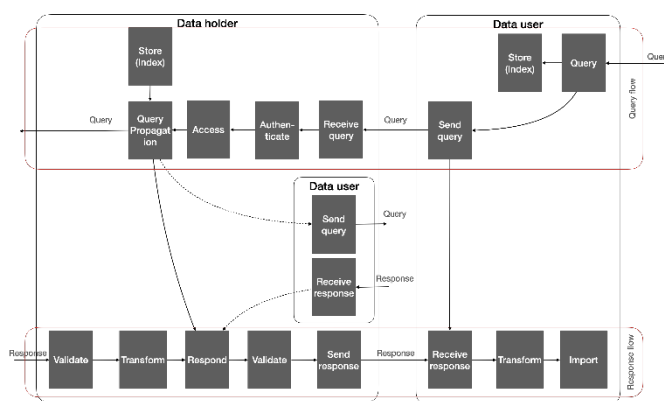 Data holder
Data user
Store
(Index)
Store
(Index)
Query
Quer
Query flow
Query
Query
Propagat
ion
Access
Authen-
ticate
Receive
query
Query
Send
query
Data user
Send
query
Query
Receive
response
Response
Response
Validate
Transform
Respond
Validate
Send
response
Response
Receive
response
Transform
Import
Response flow